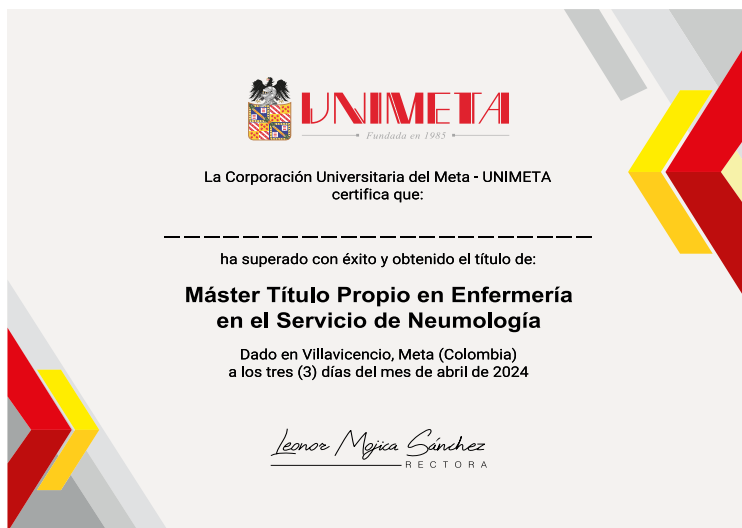 UNIMETA
Fundada en 1985
La Corporación Universitaria del Meta - UNIMETA
certifica que:
ha superado con éxito y obtenido el título de:
Máster Título Propio en Enfermería
en el Servicio de Neumología
Dado en Villavicencio, Meta (Colombia)
a los tres (3) días del mes de abril de 2024
Leonor Mojica Sánchez
RECTORA